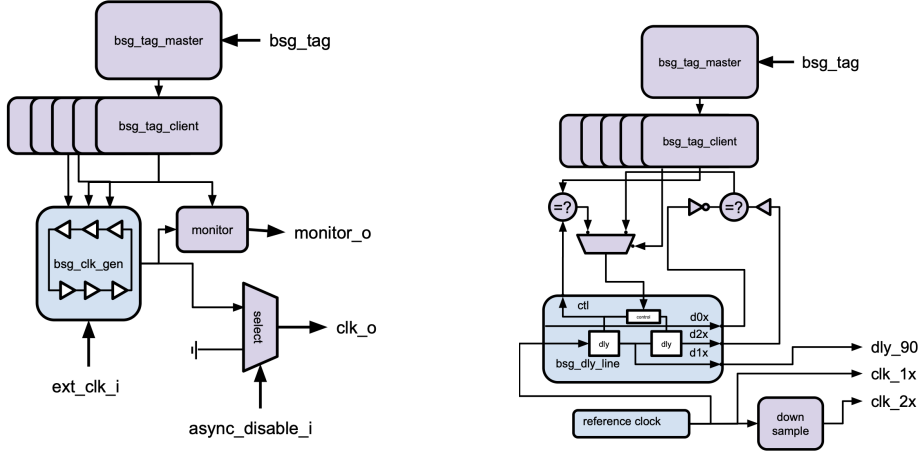 bsg_tag_master
bsg_tag
bsg_tag_client
monitor
monitor_o
bsg_clk_gen
select
clk_o
ext_clk_i
async_disable_i
bsg_tag_master
bsg_tag
bsg_tag_client
=?
=?
ctl
control
d0x
dly
dly
d2x
bsg_dly_line
d1x
dly_90
clk_1x
clk_2x
reference clock
down
sample